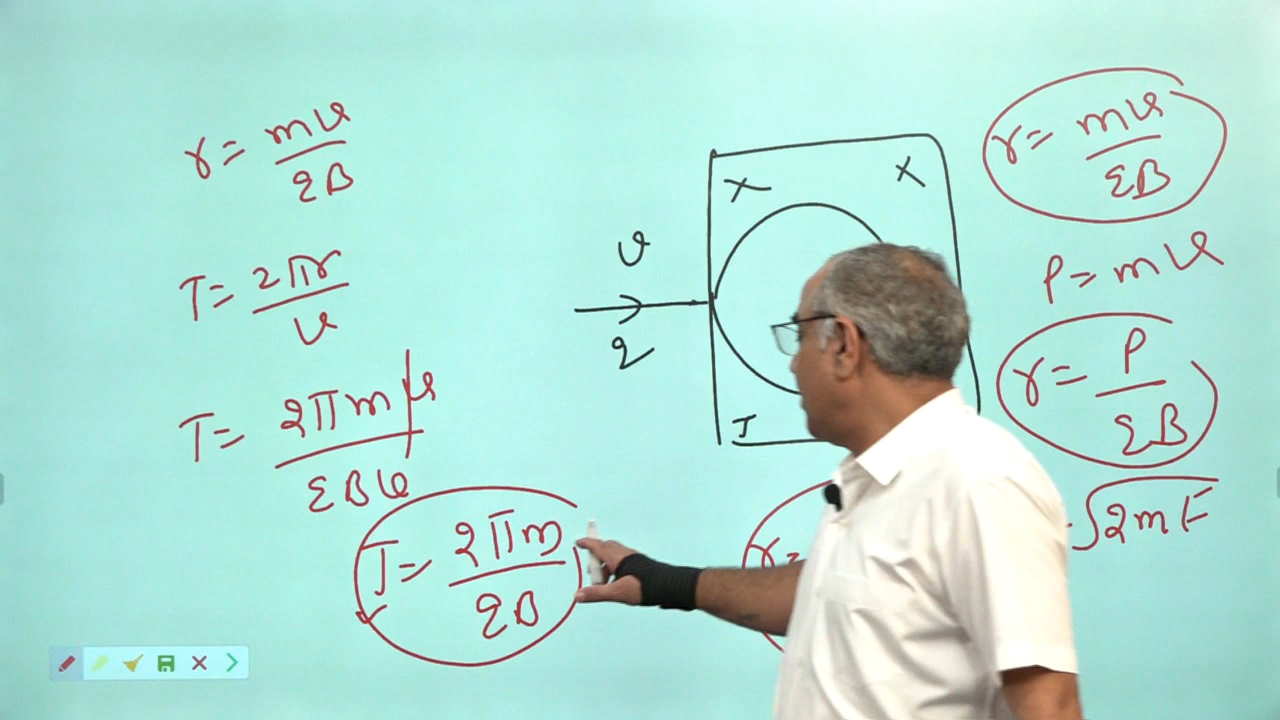 r = mv/qB
T = 2πr/v
T = 2πmv/qBv
T = 2πm/qB
v
q
x x
r = mv/qB
P = mv
r = P/qB
r =
√2mE